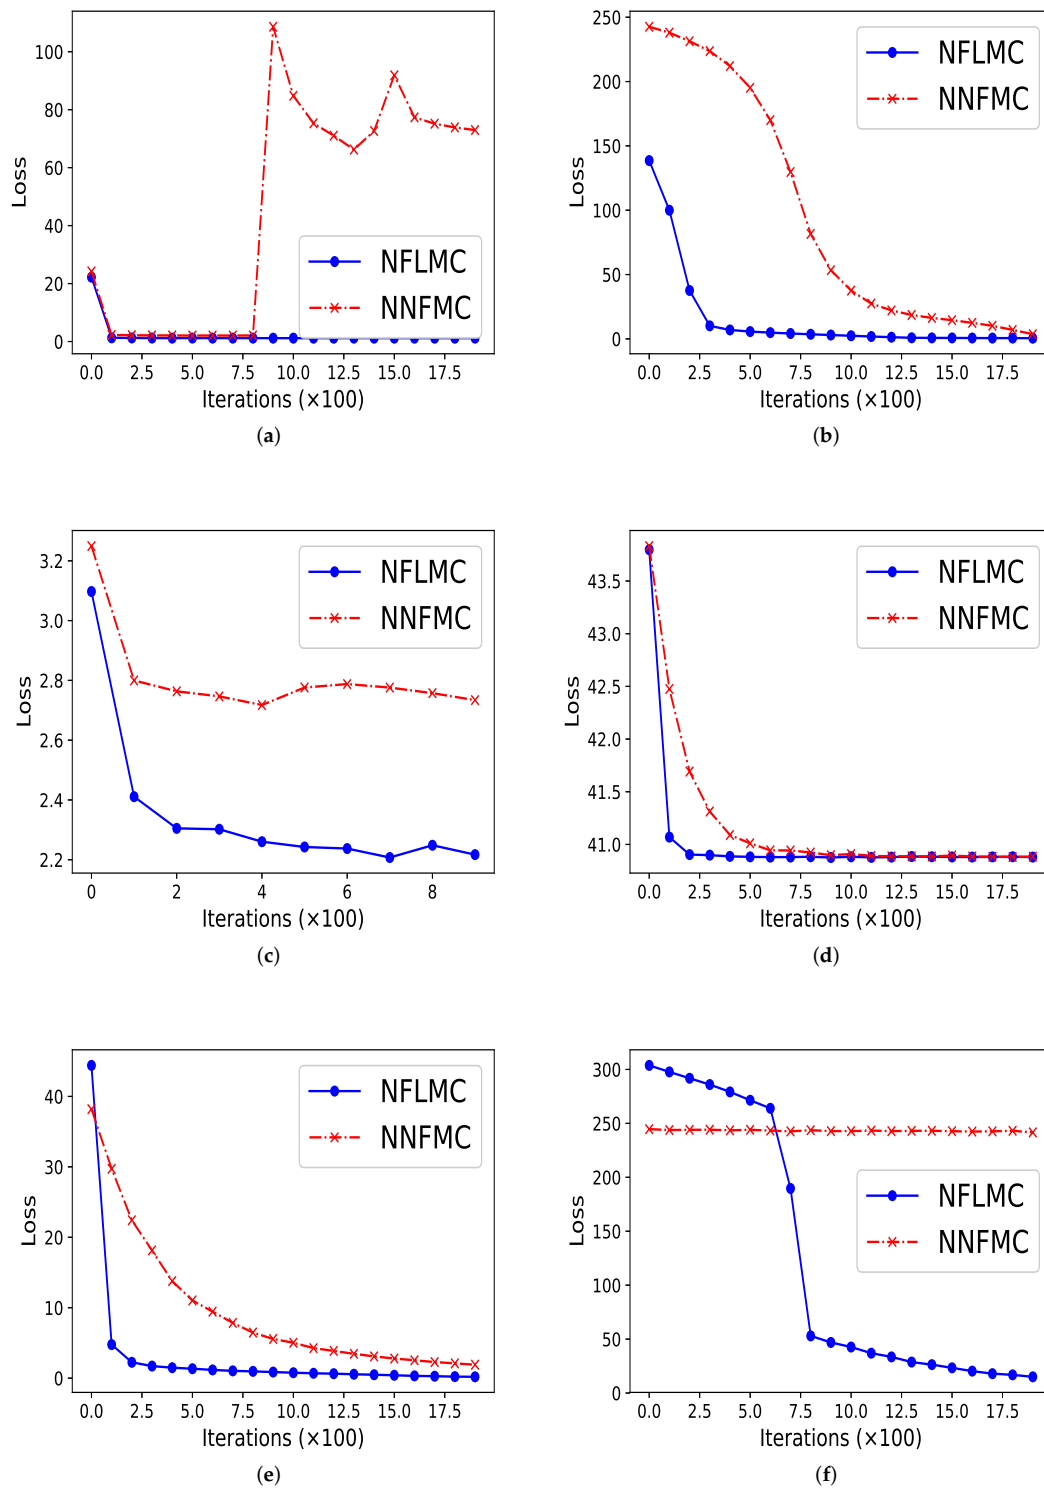 100
80
60
40
20
0
Loss
NFLMC
NNFMC
0.0 2.5 5.0 7.5 10.0 12.5 15.0 17.5
Iterations (×100)
(a)
250
200
150
100
50
0
Loss
NFLMC
NNFMC
0.0 2.5 5.0 7.5 10.0 12.5 15.0 17.5
Iterations (×100)
(b)
3.2
3.0
2.8
2.6
2.4
2.2
Loss
NFLMC
NNFMC
0 2 4 6 8
Iterations (×100)
(c)
43.5
43.0
42.5
42.0
41.5
41.0
Loss
NFLMC
NNFMC
0.0 2.5 5.0 7.5 10.0 12.5 15.0 17.5
Iterations (×100)
(d)
40
30
20
10
0
Loss
NFLMC
NNFMC
0.0 2.5 5.0 7.5 10.0 12.5 15.0 17.5
Iterations (×100)
(e)
300
250
200
150
100
50
0
Loss
NFLMC
NNFMC
0.0 2.5 5.0 7.5 10.0 12.5 15.0 17.5
Iterations (×100)
(f)